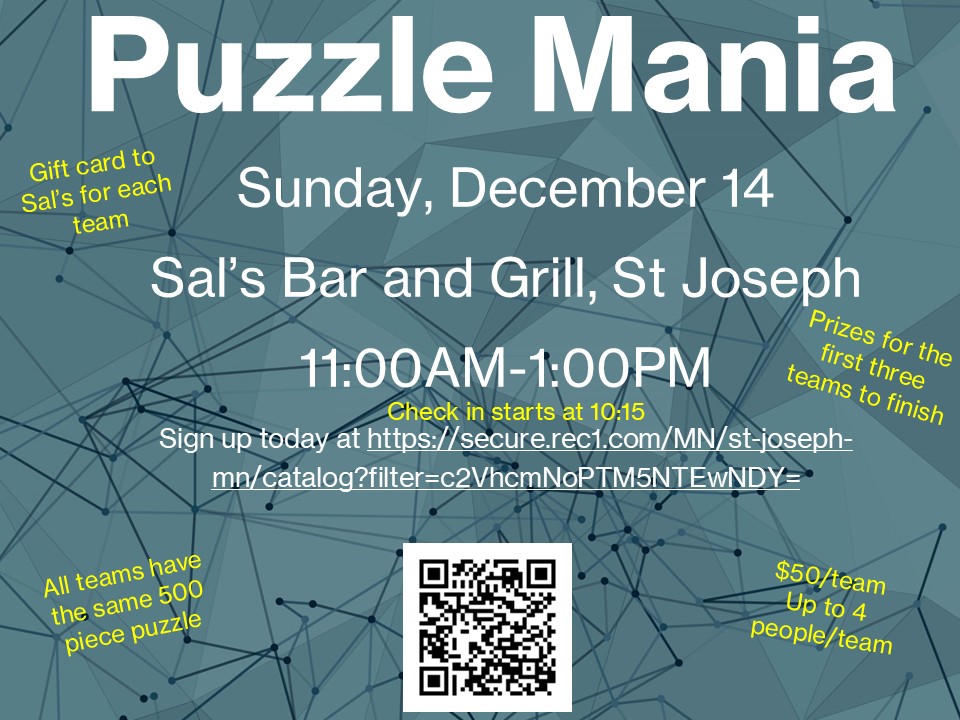 Puzzle Mania
Gift card to
Sal's for each
team
Sunday, December 14
Sal's Bar and Grill, St Joseph
Prizes for the
first three
teams to finish
11:00AM-1:00PM
Check in starts at 10:15
Sign up today at https://secure.rec1.com/MN/st-joseph-
mn/catalog?filter=c2VhcmNoPTM5NTEwNDY=
All teams have
the same 500
piece puzzle
$50/team
Up to 4
people/team